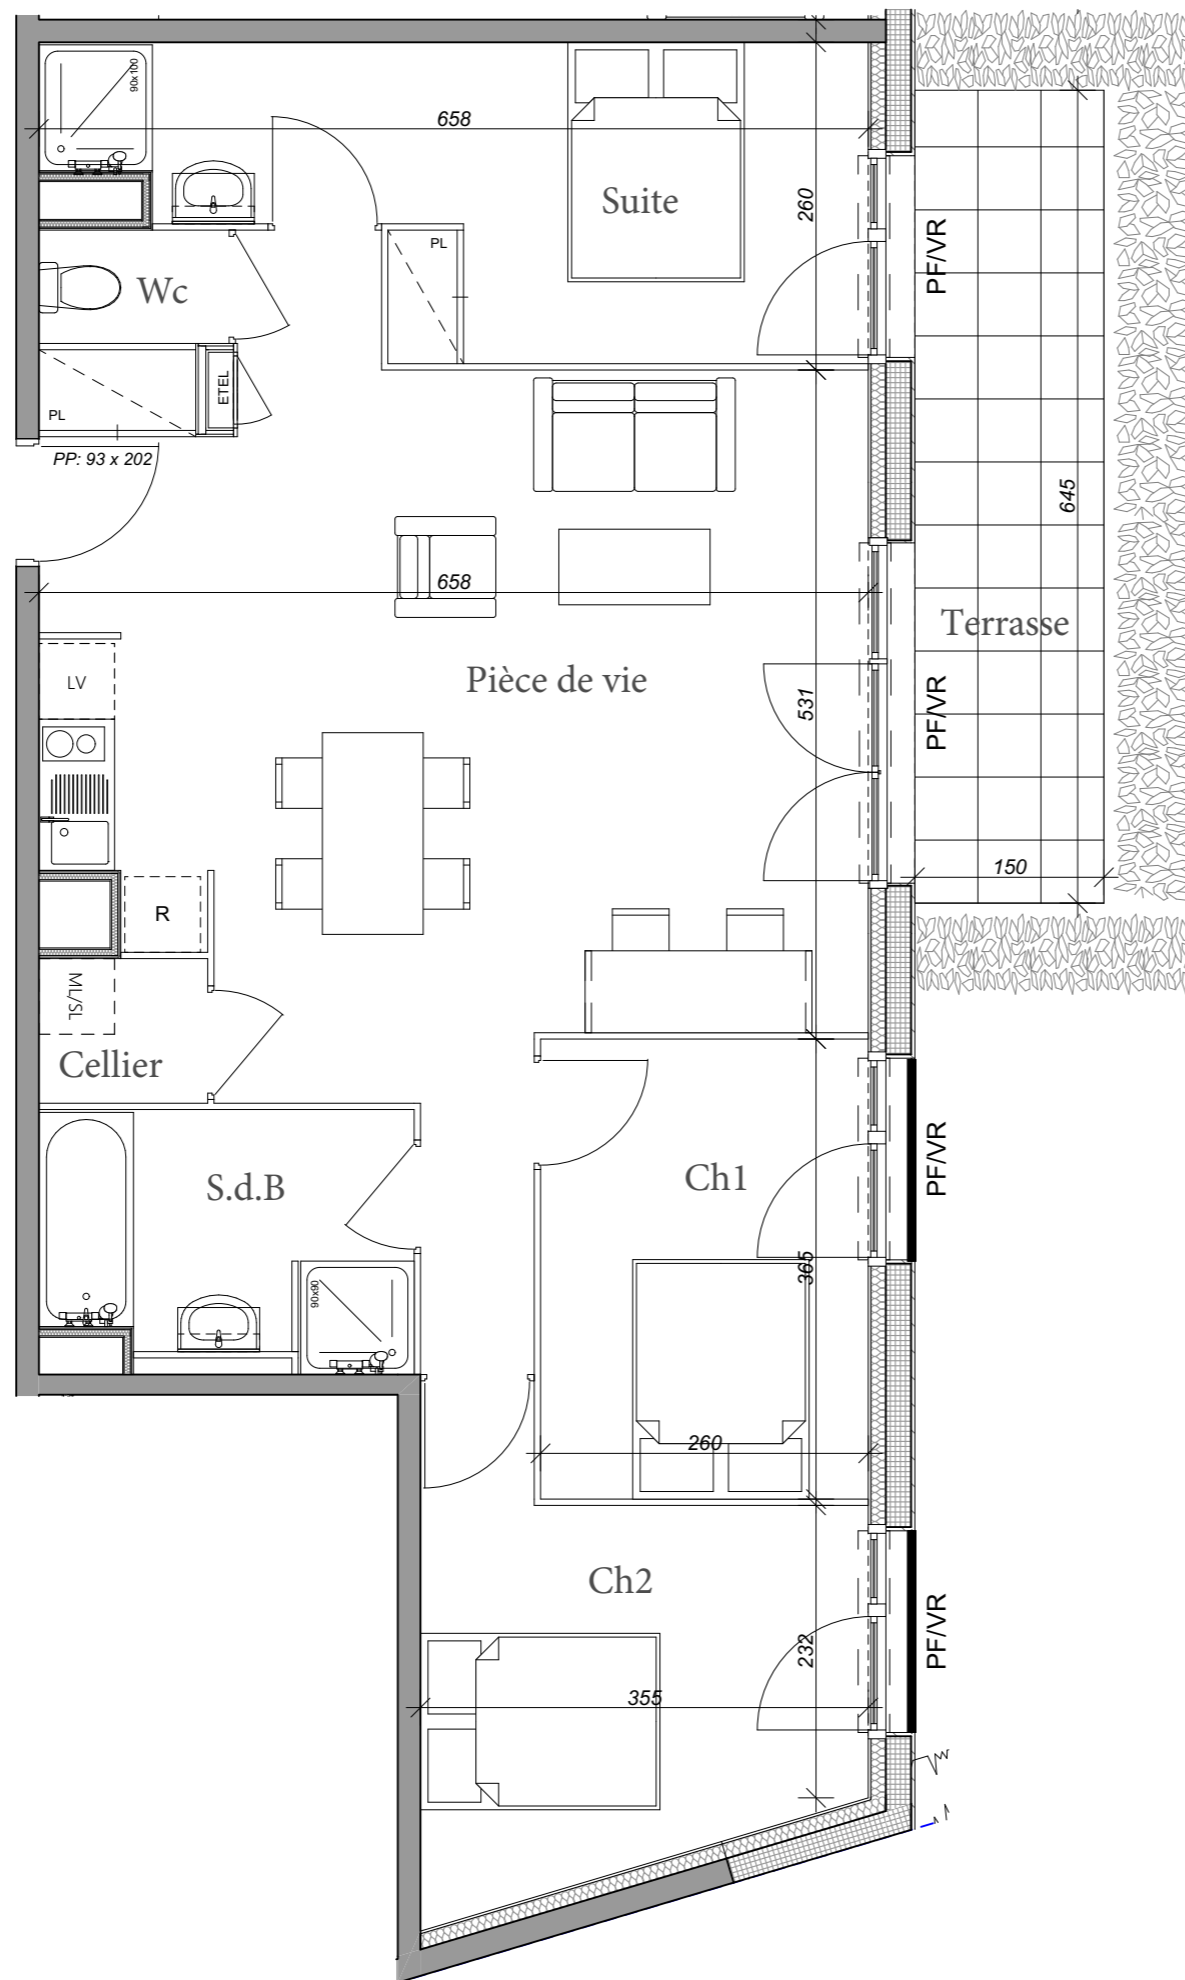 90x100
658
Suite
260
PF/VR
PL
Wc
ETEL
PL
PP: 93 x 202
645
658
Terrasse
Pièce de vie
LV
531
PF/VR
150
R
ML/SL
Cellier
Ch1
PF/VR
S.d.B
365
90x90
260
Ch2
PF/VR
232
355